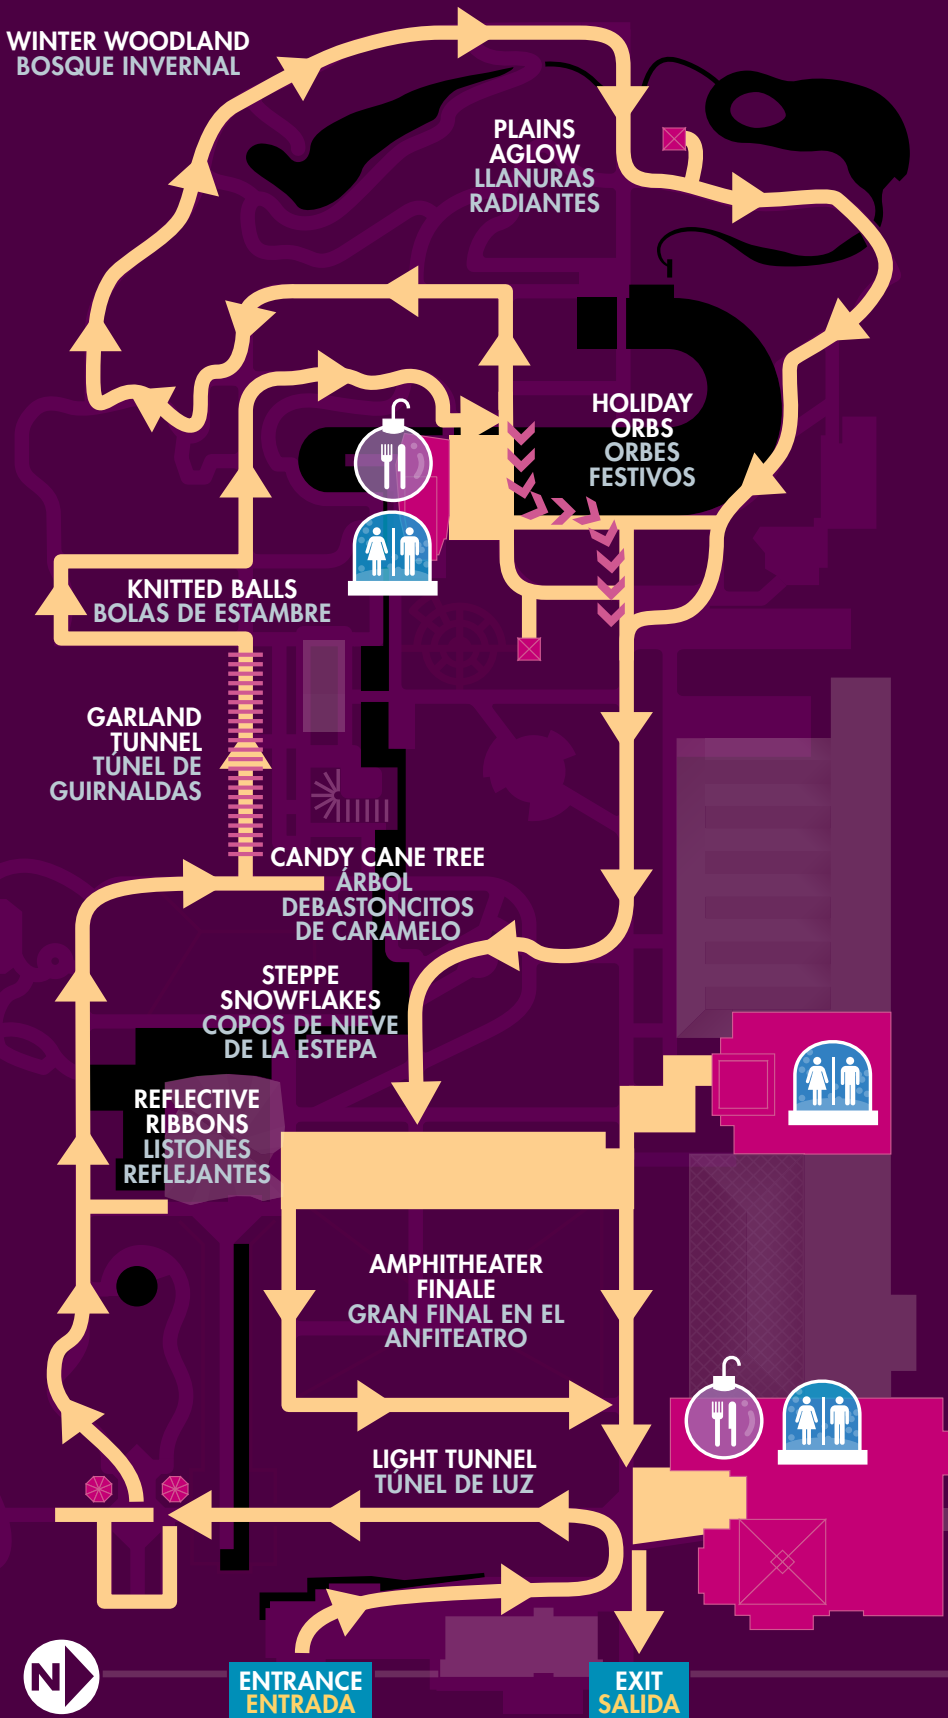 WINTER WOODLAND
BOSQUE INVERNAL
PLAINS
AGLOW
LLANURAS
RADIANTES
HOLIDAY
ORBS
ORBES
FESTIVOS
KNITTED BALLS
BOLAS DE ESTAMBRE
GARLAND
TUNNEL
TÚNEL DE
GUIRNALDAS
CANDY CANE TREE
ÁRBOL
DEBASTONCITOS
DE CARAMELO
STEPPE
SNOWFLAKES
COPOS DE NIEVE
DE LA ESTEPA
REFLECTIVE
RIBBONS
LISTONES
REFLEJANTES
AMPHITHEATER
FINALE
GRAN FINAL EN EL
ANFITEATRO
LIGHT TUNNEL
TÚNEL DE LUZ
N
ENTRANCE
ENTRADA
EXIT
SALIDA